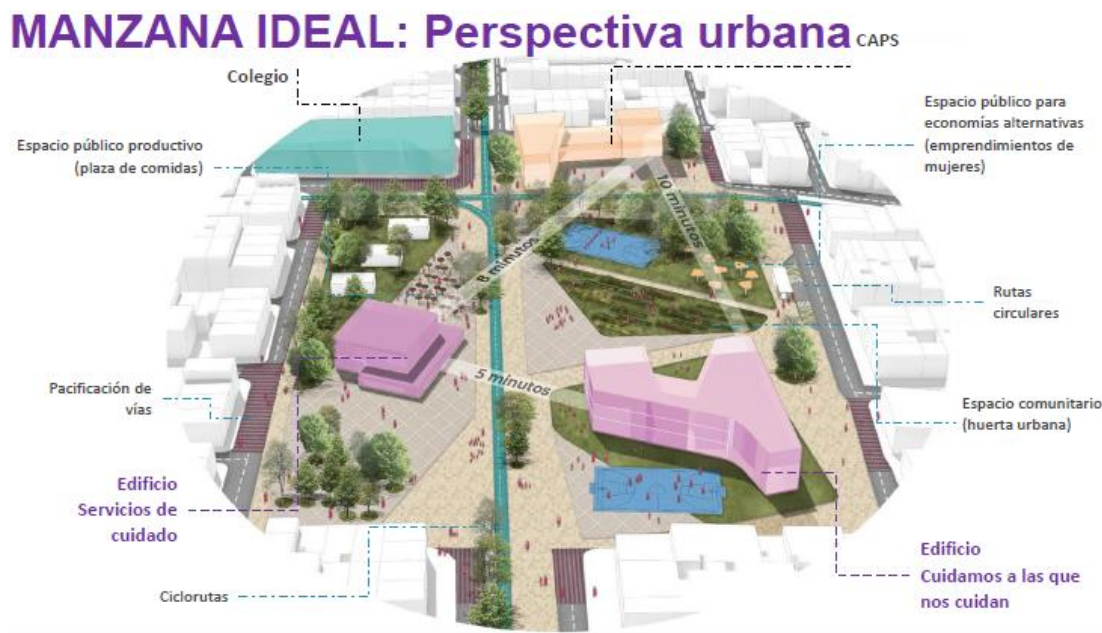 MANZANA IDEAL: Perspectiva urbana
CAPS
Colegio
Espacio público productivo
(plaza de comidas)
Espacio público para
economías alternativas
(emprendimientos de
mujeres)
10 minutos
8 minutos
Rutas
circulares
5 minutos
Pacificación de
vías
Espacio comunitario
(huerta urbana)
Edificio
Servicios de
cuidado
Edificio
Cuidamos a las que
nos cuidan
Ciclorutas